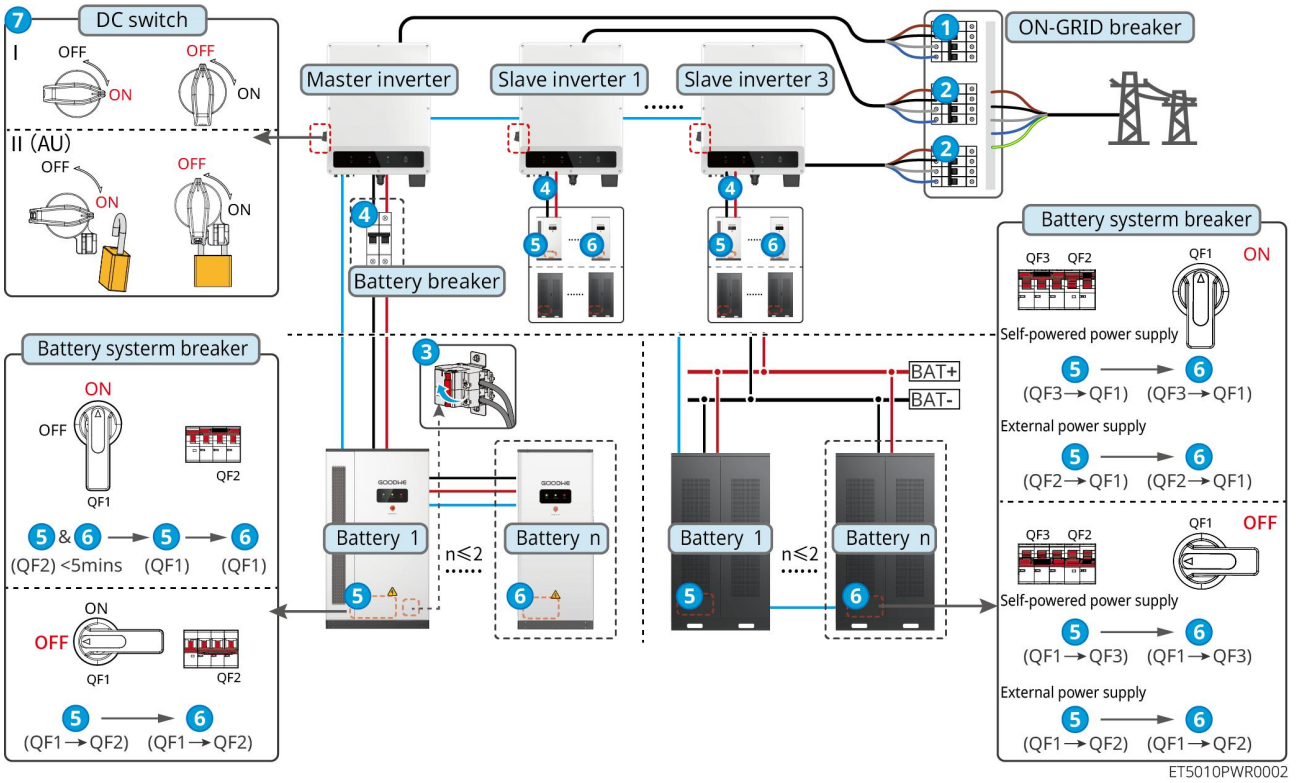 7
DC switch
I
OFF
ON
OFF
ON
II (AU)
OFF
ON
OFF
ON
Master inverter
Slave inverter 1
Slave inverter 3
......
1
2
2
ON-GRID breaker
4
Battery breaker
4
5
......
6
......
4
5
......
6
......
Battery systerm breaker
ON
OFF
QF1
QF2
5 & 6 → 5 → 6
(QF2) <5mins (QF1) (QF1)
ON
OFF
QF1
QF2
5 → 6
(QF1→QF2) (QF1→QF2)
3
GOODWE
Battery 1
5
n≤2
......
GOODWE
Battery n
6
BAT+
BAT-
Battery 1
5
n≤2
......
Battery n
6
Battery systerm breaker
QF3 QF2
QF1
ON
Self-powered power supply
5 → 6
(QF3→QF1) (QF3→QF1)
External power supply
5 → 6
(QF2→QF1) (QF2→QF1)
QF3 QF2
QF1
OFF
Self-powered power supply
5 → 6
(QF1→QF3) (QF1→QF3)
External power supply
5 → 6
(QF1→QF2) (QF1→QF2)
ET5010PWR0002